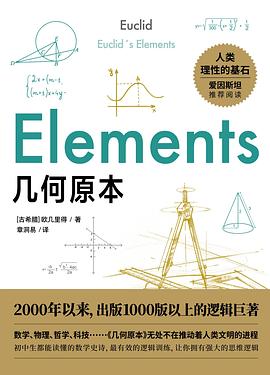 Euclid
Euclid's Elements
人类
理性的基石
爱因斯坦
推荐阅读
Elements
几何原本
[古希腊]欧几里得/著
章洞易/译
2000年以来,出版1000版以上的逻辑巨著
数学、物理、哲学、科技……《几何原本》无处不在推动着人类文明的进程
初中生都能读懂的数学史诗,最有效的逻辑训练,让你拥有强大的思维逻辑